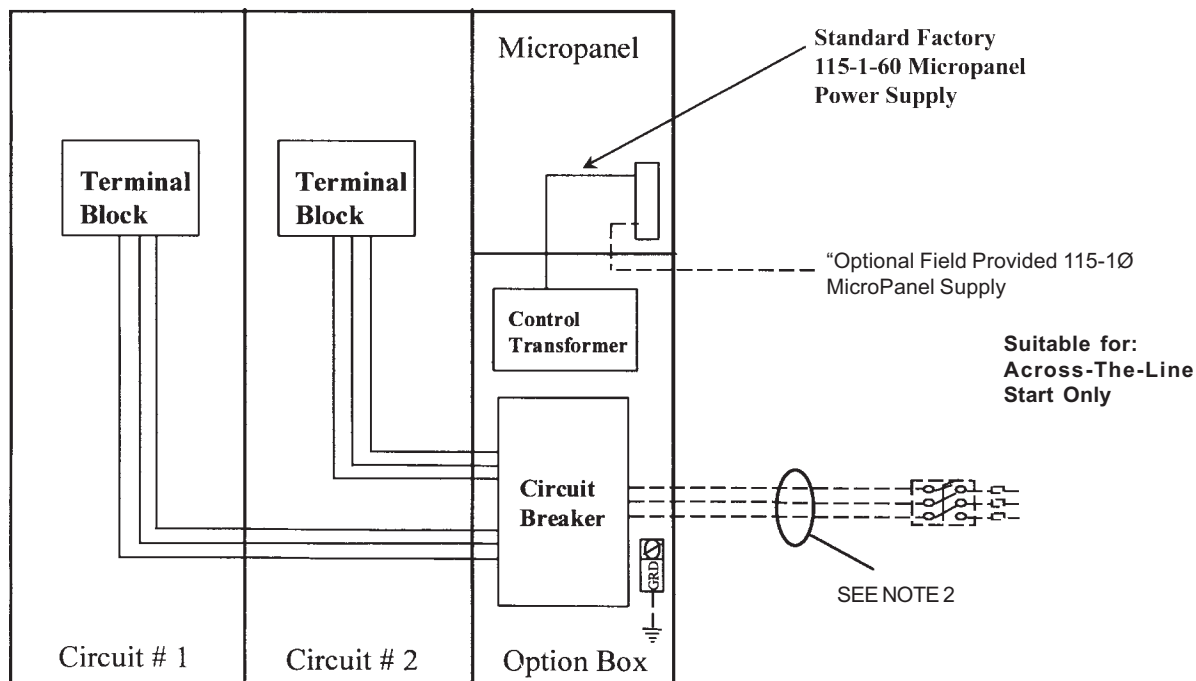 Micropanel
Standard Factory
115-1-60 Micropanel
Power Supply
Terminal
Block
Terminal
Block
“Optional Field Provided 115-1Ø
MicroPanel Supply
Control
Transformer
Suitable for:
Across-The-Line
Start Only
Circuit
Breaker
GRD
SEE NOTE 2
Circuit # 1
Circuit # 2
Option Box